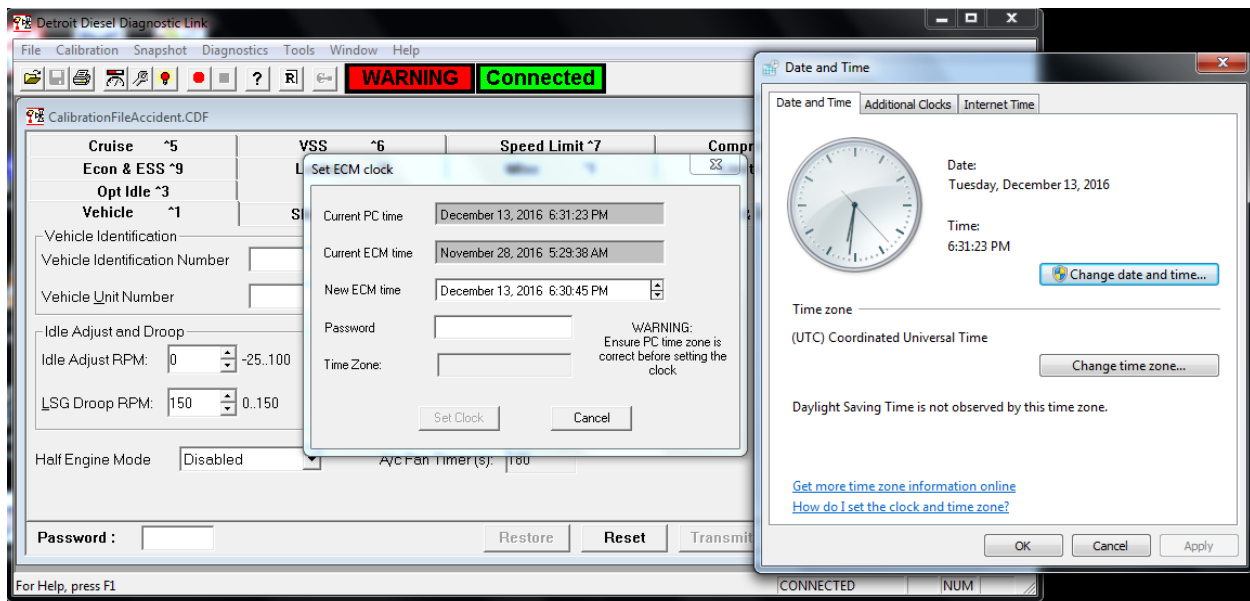 Detroit Diesel Diagnostic Link
File Calibration Snapshot Diagnostics Tools Window Help
? R WARNING Connected
CalibrationFileAccident.CDF
Cruise ^5 VSS ^6 Speed Limit ^7 Compr
Econ & ESS ^9
Opt Idle ^3
Vehicle ^1
Vehicle Identification
Vehicle Identification Number
Vehicle Unit Number
Idle Adjust and Droop
Idle Adjust RPM: 0 -25..100
LSG Droop RPM: 150 0..150
Half Engine Mode Disabled A/C Fan Timer (s): 180
Password :
Restore Reset Transmit
For Help, press F1 CONNECTED NUM
Set ECM clock
Current PC time December 13, 2016 6:31:23 PM
Current ECM time November 28, 2016 5:29:38 AM
New ECM time December 13, 2016 6:30:45 PM
Password
Time Zone:
WARNING:
Ensure PC time zone is
correct before setting the
clock
Set Clock Cancel
Date and Time
Date and Time Additional Clocks Internet Time
Date:
Tuesday, December 13, 2016
Time:
6:31:23 PM
Change date and time...
Time zone
(UTC) Coordinated Universal Time
Change time zone...
Daylight Saving Time is not observed by this time zone.
Get more time zone information online
How do I set the clock and time zone?
OK Cancel Apply